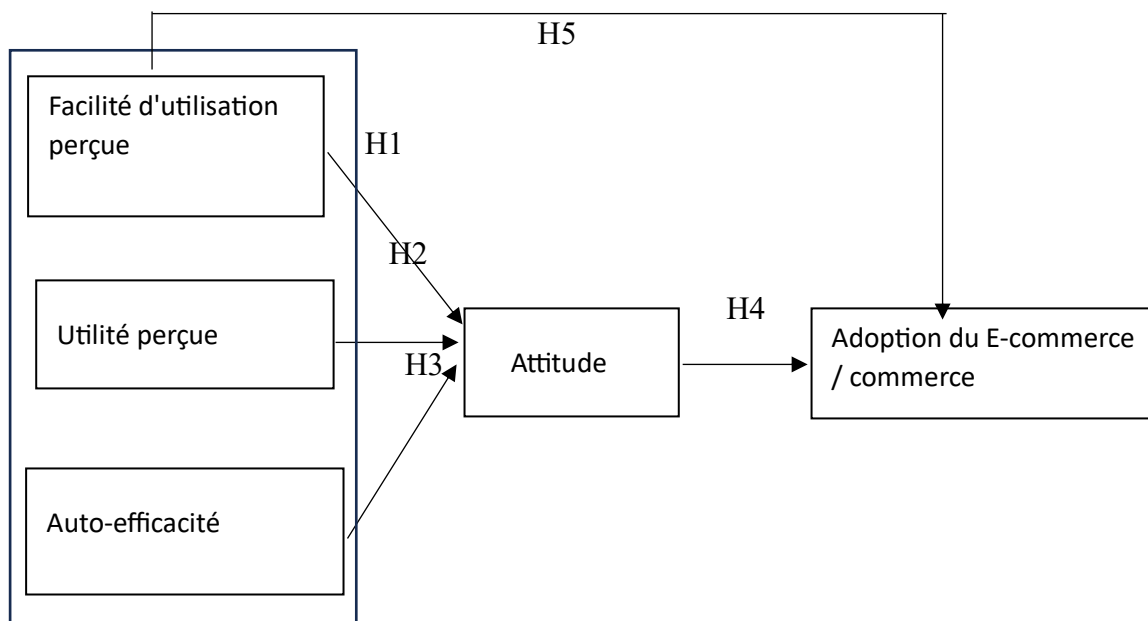 H5
Facilité d'utilisation
perçue
H1
H2
Utilité perçue
H3
Attitude
H4
Adoption du E-commerce
/ commerce
Auto-efficacité